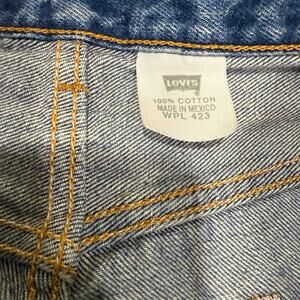 LEVI'S
100% COTTON
MADE IN MEXICO
WPL 423